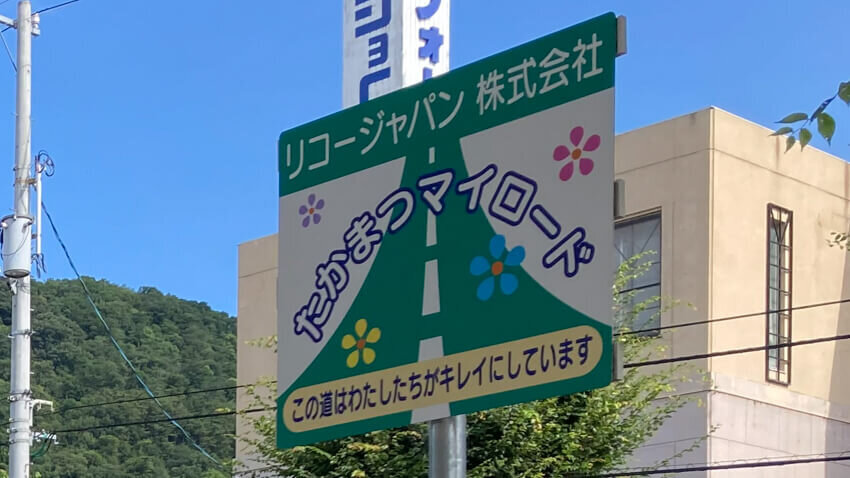 リコージャパン 株式会社
たかまつマイロード
この道はわたしたちがキレイにしています